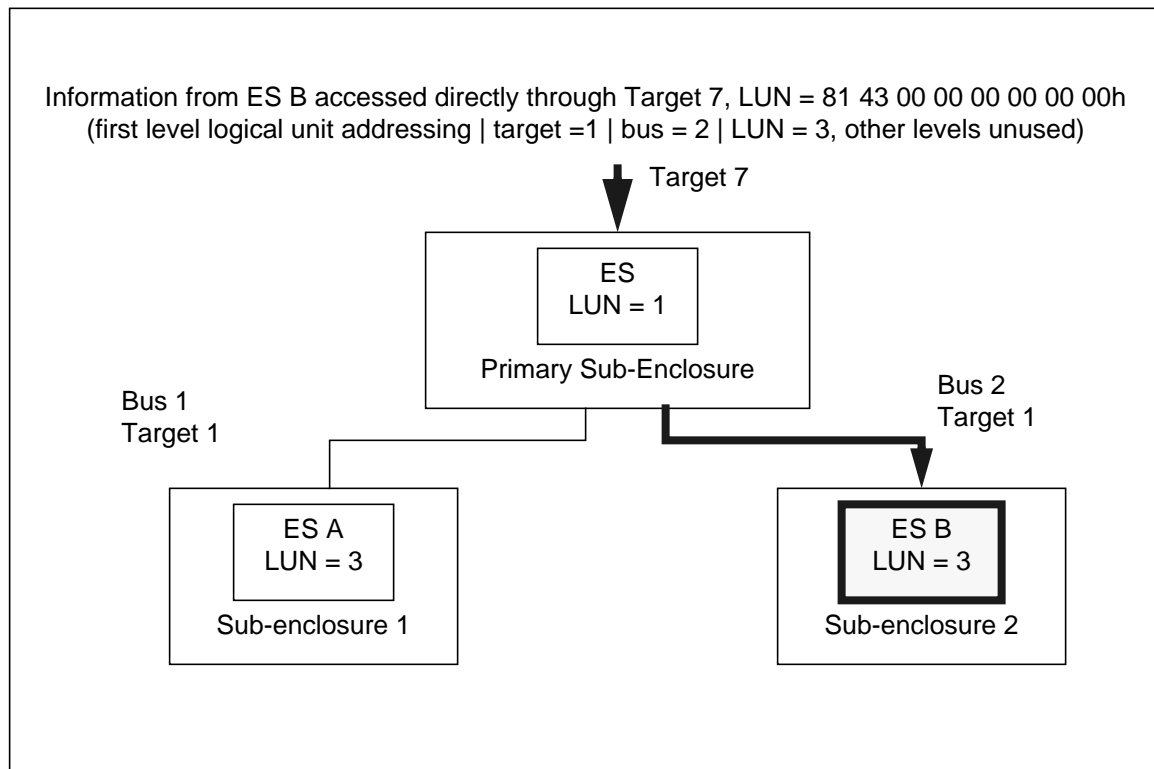 Information from ES B accessed directly through Target 7, LUN = 81 43 00 00 00 00 00 00h
(first level logical unit addressing | target =1 | bus = 2 | LUN = 3, other levels unused)
Target 7
ES
LUN = 1
Primary Sub-Enclosure
Bus 1
Target 1
Bus 2
Target 1
ES A
LUN = 3
Sub-enclosure 1
ES B
LUN = 3
Sub-enclosure 2